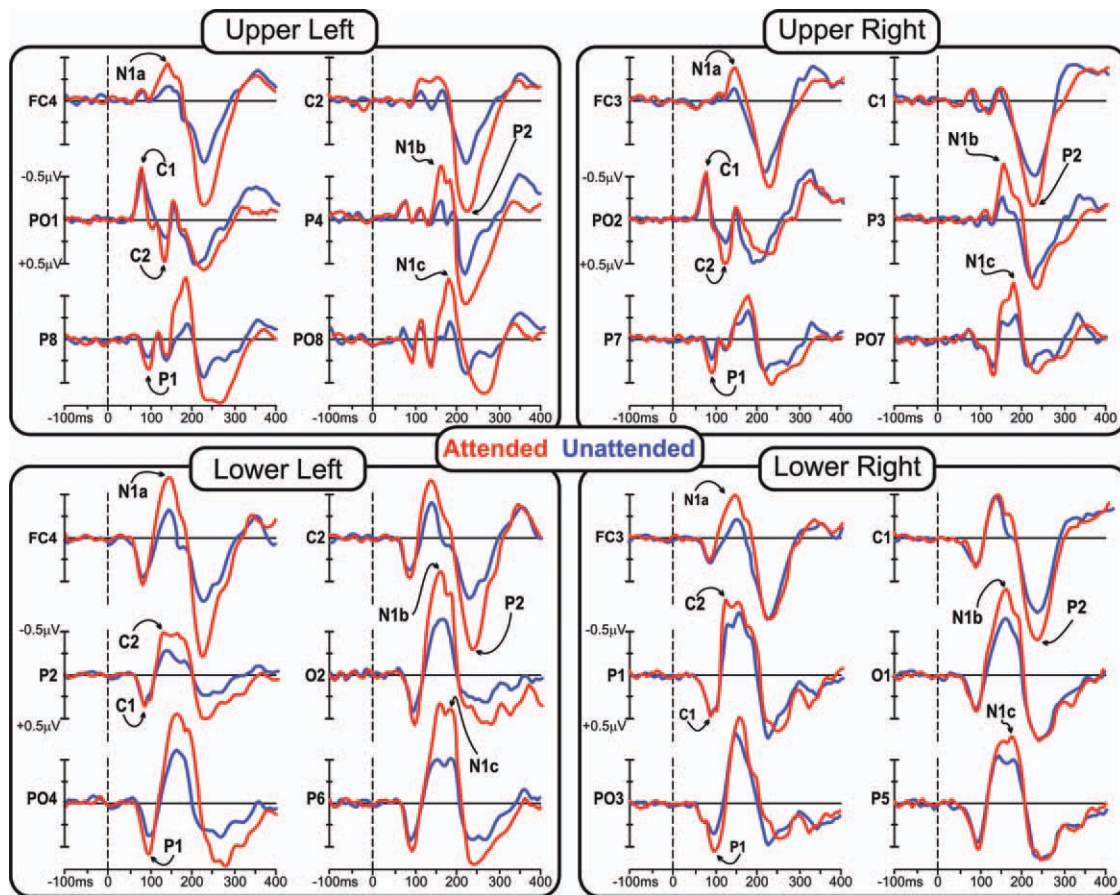 Upper Left
N1a
FC4
C2
N1b
P2
-0.5μV
C1
PO1
P4
+0.5μV
C2
N1c
P8
PO8
P1
-100ms 0 100 200 300 400
-100ms 0 100 200 300 400
Upper Right
N1a
FC3
C1
N1b
P2
-0.5μV
C1
PO2
P3
+0.5μV
C2
N1c
P7
PO7
P1
-100ms 0 100 200 300 400
-100ms 0 100 200 300 400
Attended Unattended
Lower Left
N1a
FC4
C2
N1b
P2
-0.5μV
C2
P2
O2
C1
+0.5μV
N1c
PO4
P6
P1
-100ms 0 100 200 300 400
-100ms 0 100 200 300 400
Lower Right
N1a
FC3
C1
C2
N1b
P2
-0.5μV
P1
O1
C1
+0.5μV
N1c
PO3
P5
P1
-100ms 0 100 200 300 400
-100ms 0 100 200 300 400